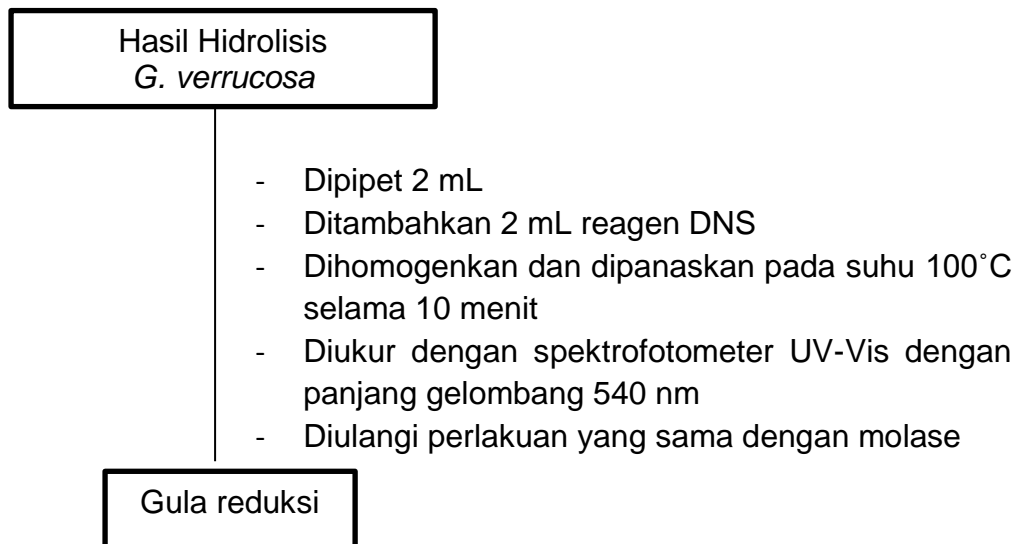 Hasil Hidrolisis
G. verrucosa
- Dipipet 2 mL
- Ditambahkan 2 mL reagen DNS
- Dihomogenkan dan dipanaskan pada suhu 100˚C
selama 10 menit
- Diukur dengan spektrofotometer UV-Vis dengan
panjang gelombang 540 nm
- Diulangi perlakuan yang sama dengan molase
Gula reduksi